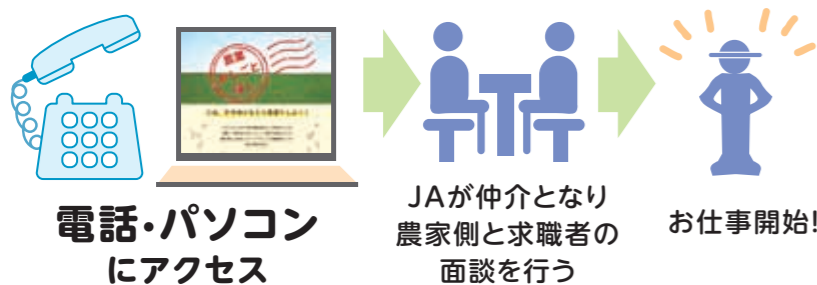 電話・パソコン
にアクセス
JAが仲介となり
農家側と求職者の
面談を行う
お仕事開始!